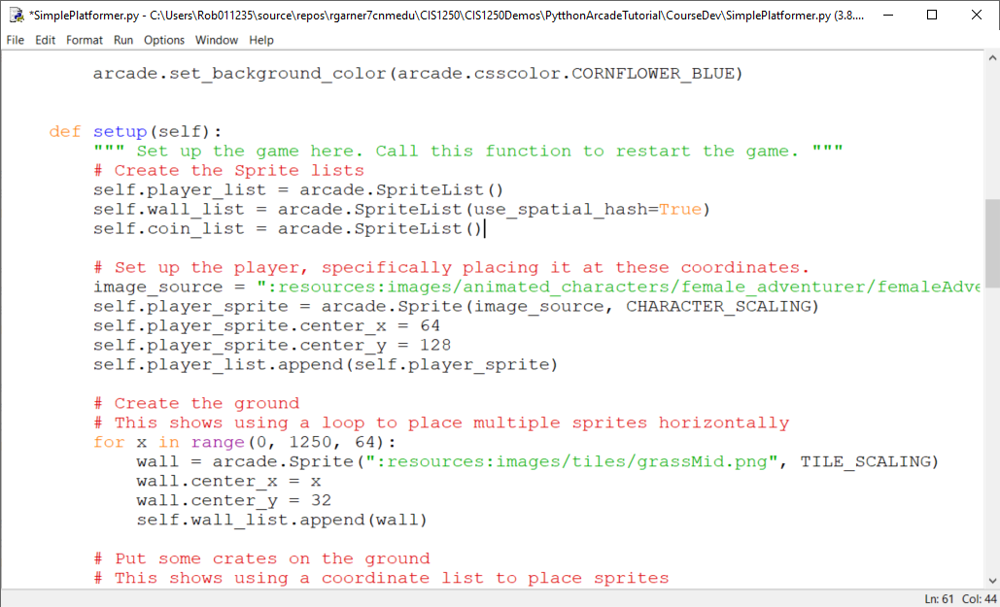 *SimplePlatformer.py - C:\Users\Rob011235\source\repos\rgarner7cnmedu\CIS1250\CIS1250Demos\PytthonArcadeTutorial\CourseDev\SimplePlatformer.py (3.8....
File Edit Format Run Options Window Help
arcade.set_background_color(arcade.csscolor.CORNFLOWER_BLUE)
def setup(self):
""" Set up the game here. Call this function to restart the game. """
# Create the Sprite lists
self.player_list = arcade.SpriteList()
self.wall_list = arcade.SpriteList(use_spatial_hash=True)
self.coin_list = arcade.SpriteList()
# Set up the player, specifically placing it at these coordinates.
image_source = ":resources:images/animated_characters/female_adventurer/femaleAdve
self.player_sprite = arcade.Sprite(image_source, CHARACTER_SCALING)
self.player_sprite.center_x = 64
self.player_sprite.center_y = 128
self.player_list.append(self.player_sprite)
# Create the ground
# This shows using a loop to place multiple sprites horizontally
for x in range(0, 1250, 64):
wall = arcade.Sprite(":resources:images/tiles/grassMid.png", TILE_SCALING)
wall.center_x = x
wall.center_y = 32
self.wall_list.append(wall)
# Put some crates on the ground
# This shows using a coordinate list to place sprites
Ln: 61 Col: 44